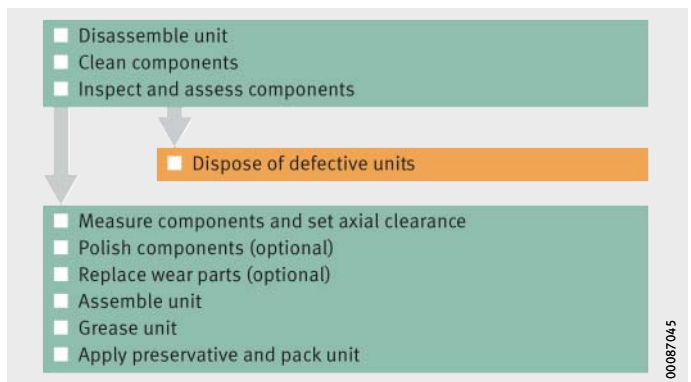 Disassemble unit
Clean components
Inspect and assess components
Dispose of defective units
Measure components and set axial clearance
Polish components (optional)
Replace wear parts (optional)
Assemble unit
Grease unit
Apply preservative and pack unit
00087045